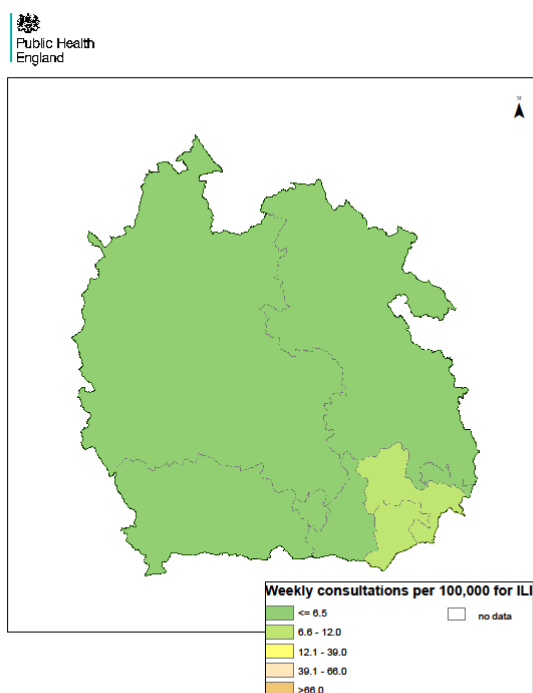 Public Health
England
N
Weekly consultations per 100,000 for ILI
<= 6.5
6.6 - 12.0
12.1 - 39.0
39.1 - 66.0
>66.0
no data